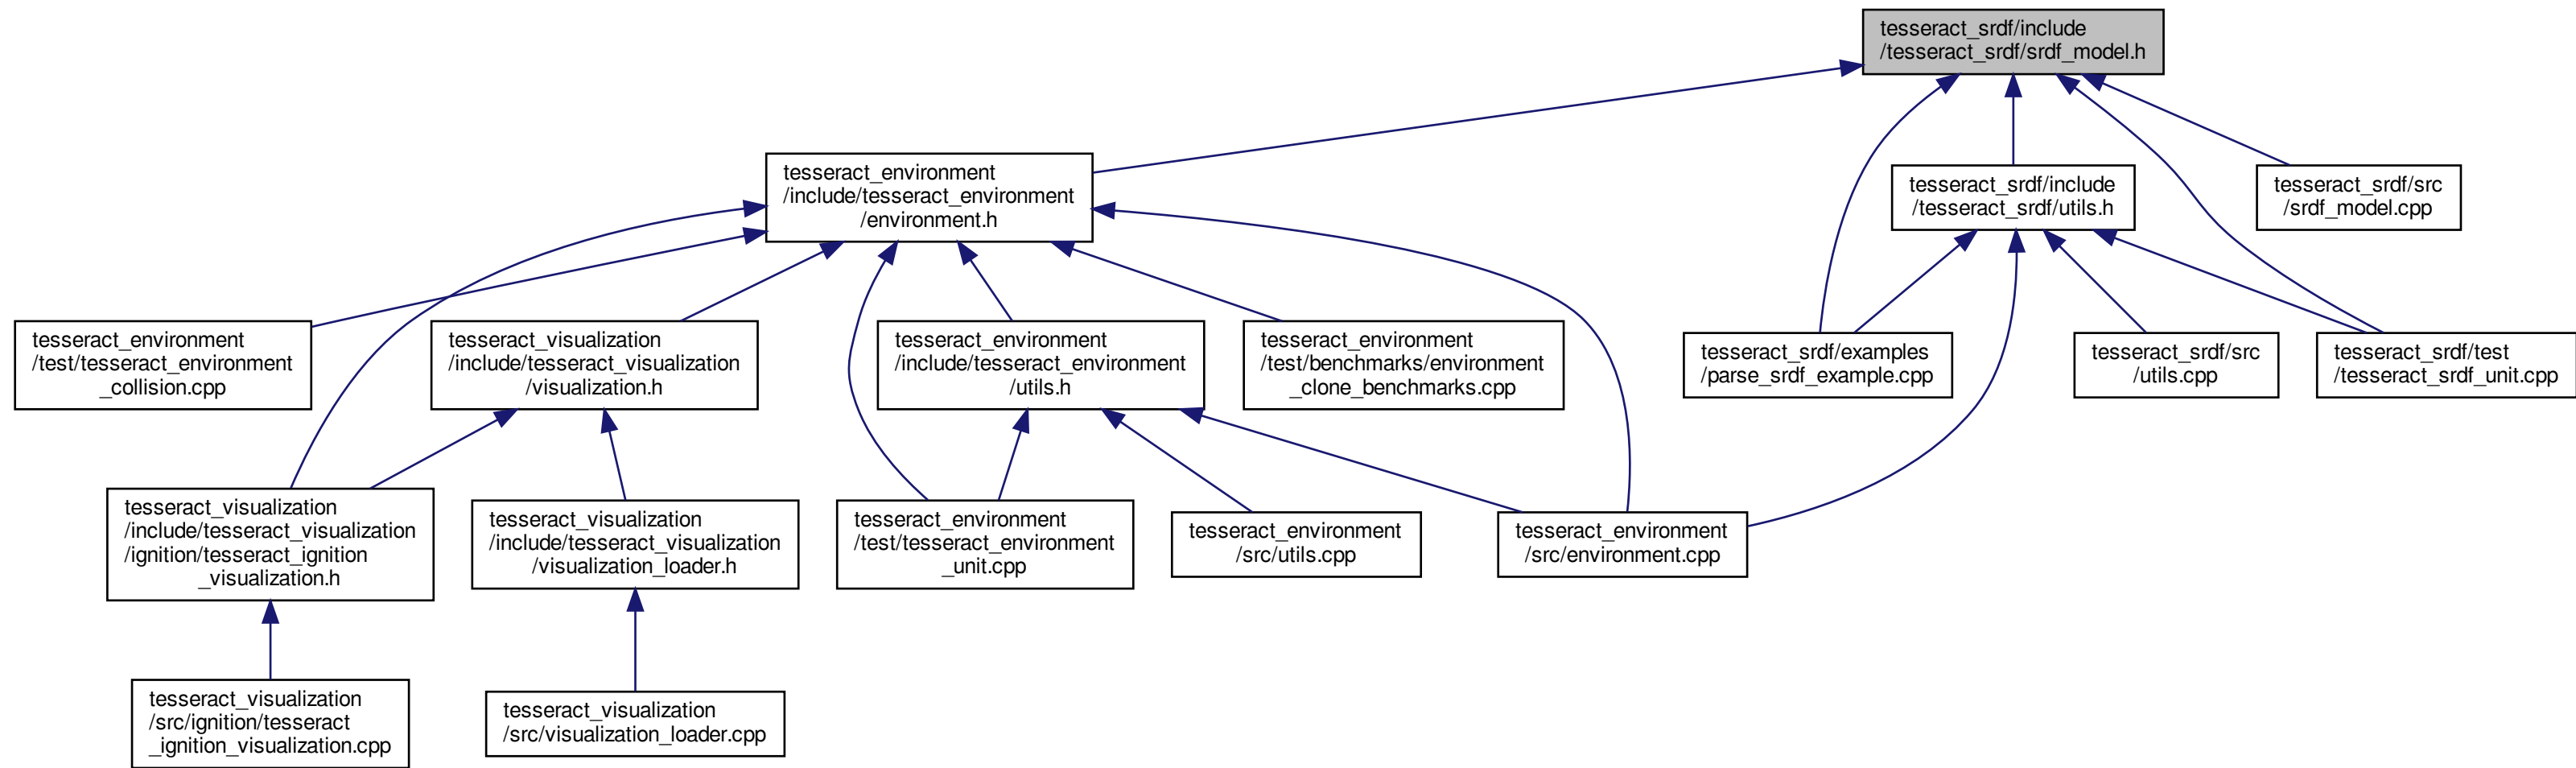 tesseract_srdf/include
/tesseract_srdf/srdf_model.h
tesseract_environment
/include/tesseract_environment
/environment.h
tesseract_srdf/include
/tesseract_srdf/utils.h
tesseract_srdf/src
/srdf_model.cpp
tesseract_environment
/test/tesseract_environment
_collision.cpp
tesseract_visualization
/include/tesseract_visualization
/visualization.h
tesseract_environment
/include/tesseract_environment
/utils.h
tesseract_environment
/test/benchmarks/environment
_clone_benchmarks.cpp
tesseract_srdf/examples
/parse_srdf_example.cpp
tesseract_srdf/src
/utils.cpp
tesseract_srdf/test
/tesseract_srdf_unit.cpp
tesseract_visualization
/include/tesseract_visualization
/ignition/tesseract_ignition
_visualization.h
tesseract_visualization
/include/tesseract_visualization
/visualization_loader.h
tesseract_environment
/test/tesseract_environment
_unit.cpp
tesseract_environment
/src/utils.cpp
tesseract_environment
/src/environment.cpp
tesseract_visualization
/src/ignition/tesseract
_ignition_visualization.cpp
tesseract_visualization
/src/visualization_loader.cpp